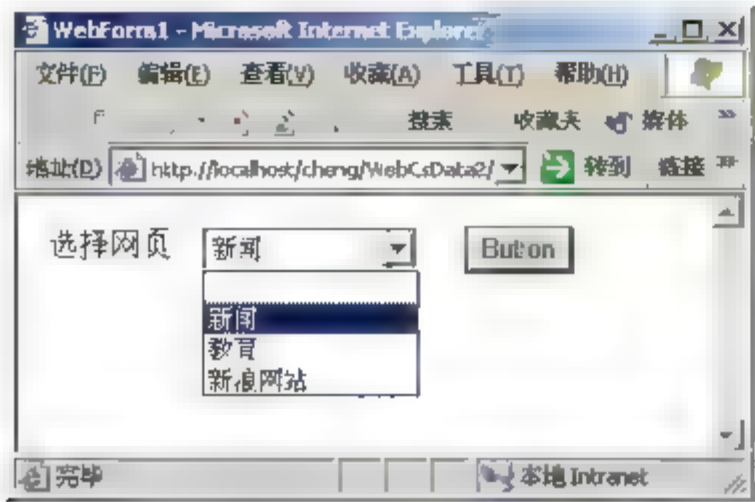 WebForm1 - Microsoft Internet Explorer
文件(F) 编辑(E) 查看(V) 收藏(A) 工具(T) 帮助(H)
搜索 收藏夹 媒体
地址(D) http://localhost/cheng/WebCsData2/ 转到 链接
选择网页 新闻 Button
新闻
教育
新浪网站
完毕 本地 Intranet